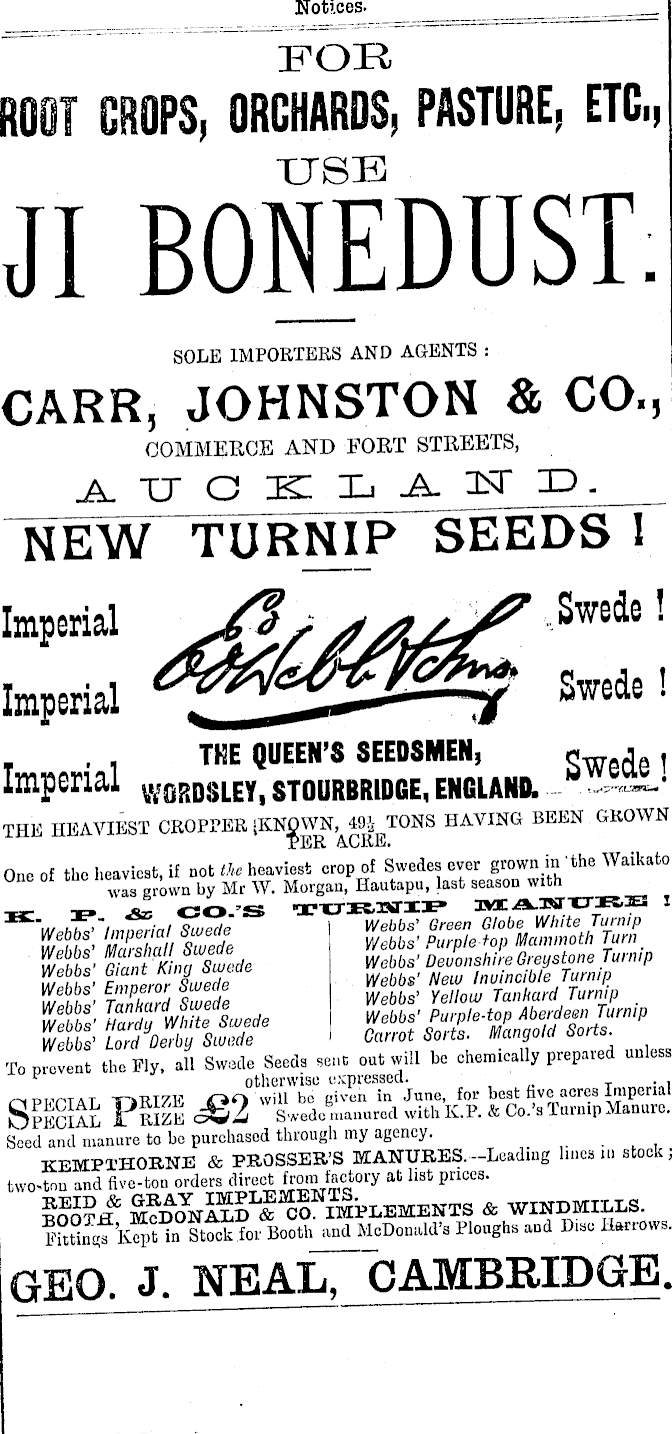 Notices.
FOR
ROOT CROPS, ORCHARDS, PASTURE, ETC.,
USE
JI BONEDUST.
SOLE IMPORTERS AND AGENTS :
CARR, JOHNSTON & CO.,
COMMERCE AND FORT STREETS,
AUCKLAND.
NEW TURNIP SEEDS !
Imperial Swede !
Edwd Webb & Sons
Imperial Swede !
THE QUEEN'S SEEDSMEN,
Imperial Swede !
WORDSLEY, STOURBRIDGE, ENGLAND.
THE HEAVIEST CROPPER KNOWN, 49½ TONS HAVING BEEN GROWN
PER ACRE.
One of the heaviest, if not the heaviest crop of Swedes ever grown in the Waikato
was grown by Mr W. Morgan, Hautapu, last season with
K. P. & CO.'S TURNIP MANURE !
Webbs' Imperial Swede
Webbs' Marshall Swede
Webbs' Giant King Swede
Webbs' Emperor Swede
Webbs' Tankard Swede
Webbs' Hardy White Swede
Webbs' Lord Derby Swede
Webbs' Green Globe White Turnip
Webbs' Purple-top Mammoth Turn
Webbs' Devonshire Greystone Turnip
Webbs' New Invincible Turnip
Webbs' Yellow Tankard Turnip
Webbs' Purple-top Aberdeen Turnip
Carrot Sorts. Mangold Sorts.
To prevent the Fly, all Swede Seeds sent out will be chemically prepared unless
otherwise expressed.
SPECIAL PRIZE £2 will be given in June, for best five acres Imperial
SPECIAL PRIZE Swede manured with K.P. & Co.'s Turnip Manure.
Seed and manure to be purchased through my agency.
KEMPTHORNE & PROSSER'S MANURES.--Leading lines in stock ;
two-ton and five-ton orders direct from factory at list prices.
REID & GRAY IMPLEMENTS.
BOOTH, McDONALD & CO. IMPLEMENTS & WINDMILLS.
Fittings Kept in Stock for Booth and McDonald's Ploughs and Disc Harrows.
GEO. J. NEAL, CAMBRIDGE.